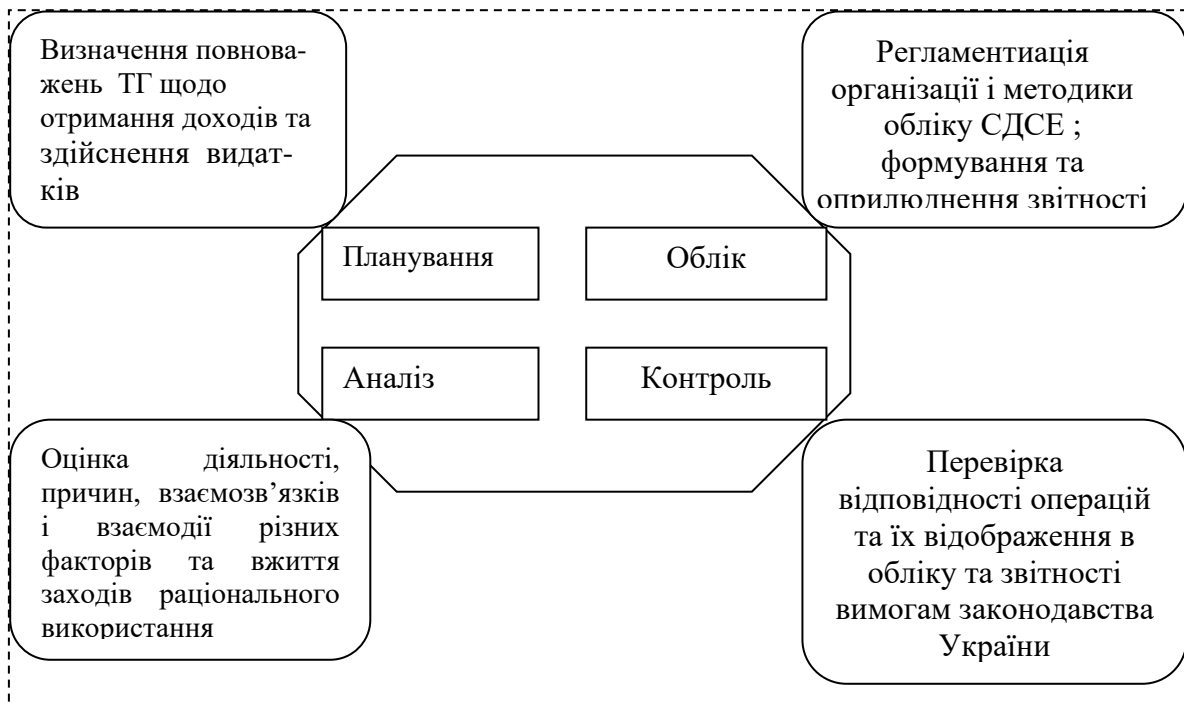 Визначення повнова-
жень ТГ щодо
отримання доходів та
здійснення видат-
ків
Регламентиація
організації і методики
обліку СДСЕ ;
формування та
оприлюднення звітності
Планування
Облік
Аналіз
Контроль
Оцінка діяльності,
причин, взаємозв’язків
і взаємодії різних
факторів та вжиття
заходів раціонального
використання
Перевірка
відповідності операцій
та їх відображення в
обліку та звітності
вимогам законодавства
України